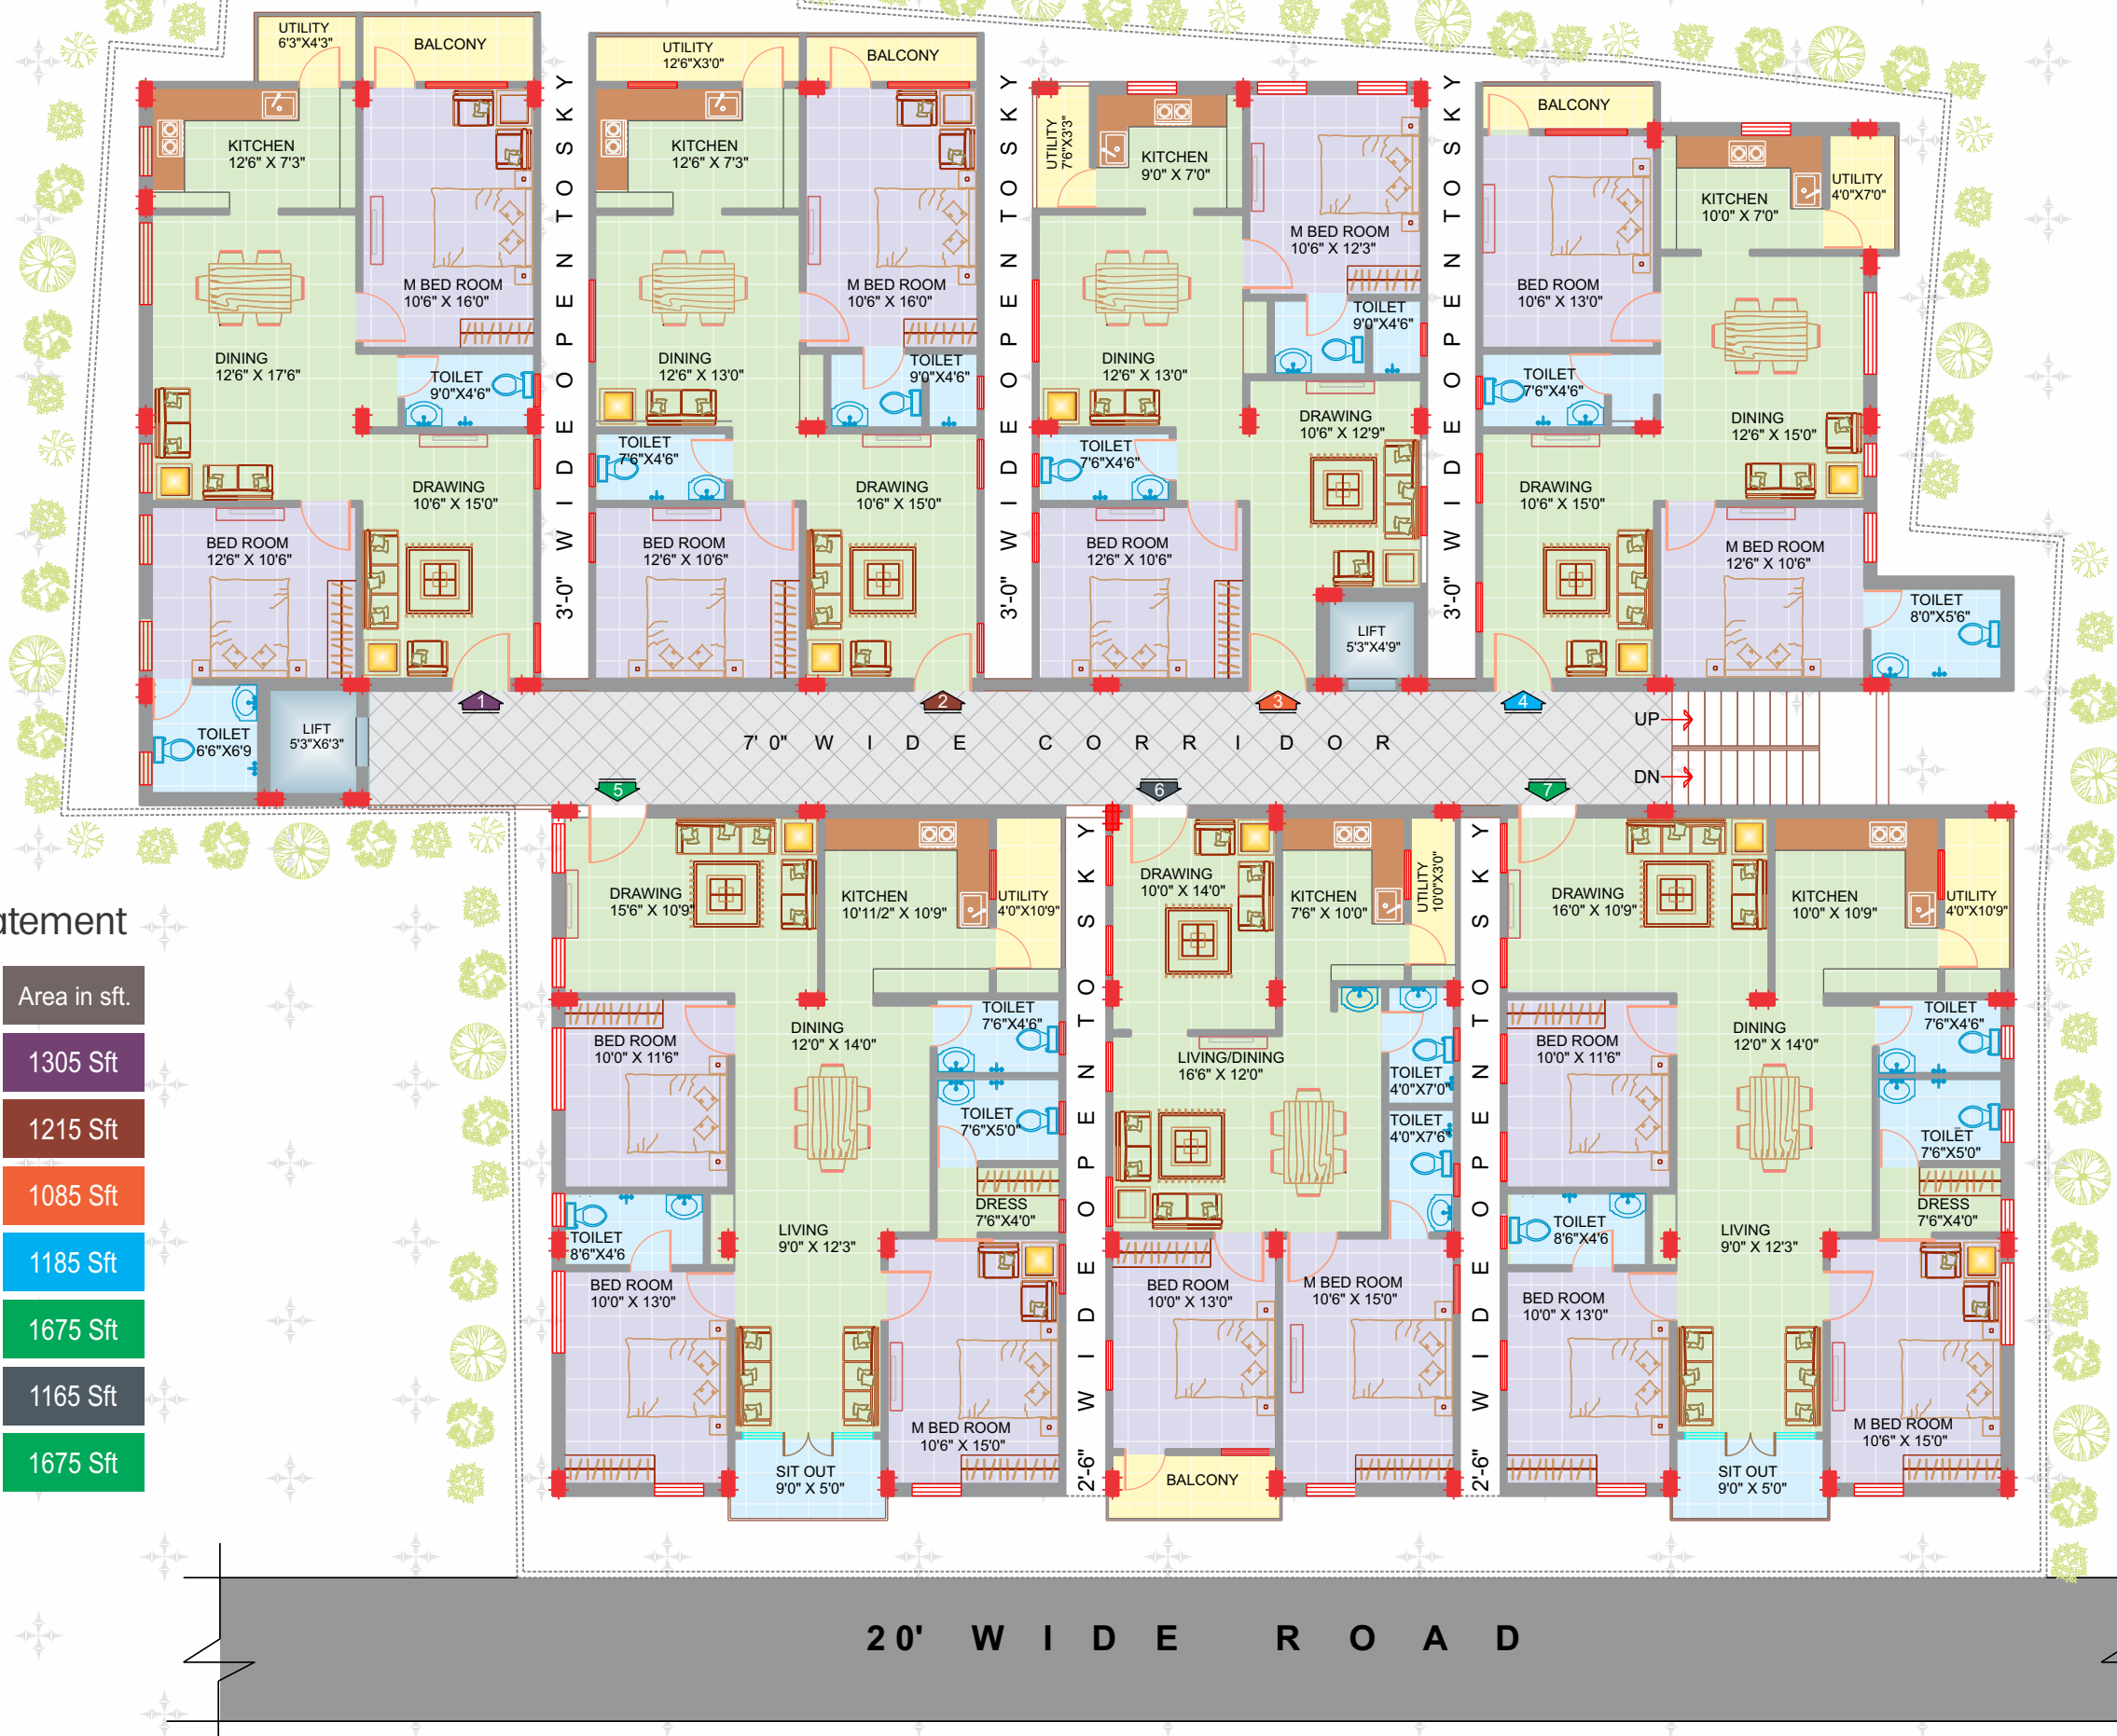 UTILITY
6'3"X4'3"
BALCONY
KITCHEN
12'6" X 7'3"
M BED ROOM
10'6" X 16'0"
DINING
12'6" X 17'6"
TOILET
9'0"X4'6"
DRAWING
10'6" X 15'0"
BED ROOM
12'6" X 10'6"
TOILET
6'6"X6'9
LIFT
5'3"X6'3"
1
3'-0" WIDE OPEN TO SKY
UTILITY
12'6"X3'0"
BALCONY
KITCHEN
12'6" X 7'3"
M BED ROOM
10'6" X 16'0"
DINING
12'6" X 13'0"
TOILET
9'0"X4'6"
TOILET
7'6"X4'6"
DRAWING
10'6" X 15'0"
BED ROOM
12'6" X 10'6"
2
3'-0" WIDE OPEN TO SKY
UTILITY
7'6"X3'3"
KITCHEN
9'0" X 7'0"
M BED ROOM
10'6" X 12'3"
TOILET
9'0"X4'6"
DINING
12'6" X 13'0"
DRAWING
10'6" X 12'9"
TOILET
7'6"X4'6"
BED ROOM
12'6" X 10'6"
LIFT
5'3"X4'9"
3
3'-0" WIDE OPEN TO SKY
BALCONY
KITCHEN
10'0" X 7'0"
UTILITY
4'0"X7'0"
BED ROOM
10'6" X 13'0"
TOILET
7'6"X4'6"
DINING
12'6" X 15'0"
DRAWING
10'6" X 15'0"
M BED ROOM
12'6" X 10'6"
TOILET
8'0"X5'6"
4
7' 0" WIDE CORRIDOR
UP
DN
5
6
7
DRAWING
15'6" X 10'9"
KITCHEN
10'11/2" X 10'9"
UTILITY
4'0"X10'9"
BED ROOM
10'0" X 11'6"
DINING
12'0" X 14'0"
TOILET
7'6"X4'6"
TOILET
7'6"X5'0"
DRESS
7'6"X4'0"
TOILET
8'6"X4'6
LIVING
9'0" X 12'3"
BED ROOM
10'0" X 13'0"
M BED ROOM
10'6" X 15'0"
SIT OUT
9'0" X 5'0"
2'-6" WIDE OPEN TO SKY
DRAWING
10'0" X 14'0"
KITCHEN
7'6" X 10'0"
UTILITY
10'0"X3'0"
LIVING/DINING
16'6" X 12'0"
TOILET
4'0"X7'0"
TOILET
4'0"X7'6"
BED ROOM
10'0" X 13'0"
M BED ROOM
10'6" X 15'0"
BALCONY
2'-6" WIDE OPEN TO SKY
DRAWING
16'0" X 10'9"
KITCHEN
10'0" X 10'9"
UTILITY
4'0"X10'9"
BED ROOM
10'0" X 11'6"
DINING
12'0" X 14'0"
TOILET
7'6"X4'6"
TOILET
7'6"X5'0"
DRESS
7'6"X4'0"
TOILET
8'6"X4'6
LIVING
9'0" X 12'3"
BED ROOM
10'0" X 13'0"
M BED ROOM
10'6" X 15'0"
SIT OUT
9'0" X 5'0"
atement
Area in sft.
1305 Sft
1215 Sft
1085 Sft
1185 Sft
1675 Sft
1165 Sft
1675 Sft
20' WIDE ROAD